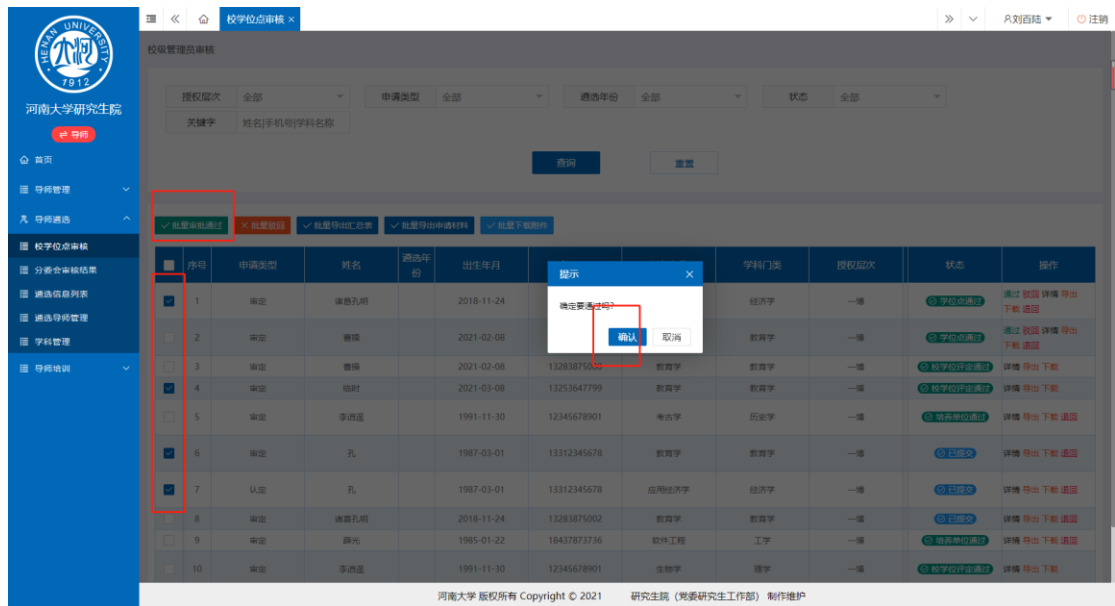 HENAN UNIVERSITY
1912
河南大学研究生院
导师
首页
导师管理
导师遴选
校学位点审核
分委会审核结果
遴选信息列表
遴选导师管理
学科管理
导师培训
校学位点审核 ×
刘百陆
注销
校级管理员审核
授权层次 全部 申请类型 全部 遴选年份 全部 状态 全部
关键字 姓名|手机号|学科名称
查询 重置
批量审批通过 批量驳回 批量导出汇总表 批量导出申请材料 批量下载附件
序号 申请类型 姓名 遴选年份 出生年月 学科门类 授权层次 状态 操作
1 审定 诸葛孔明 2018-11-24 经济学 一博 学位点通过 通过 驳回 详情 导出 下载 退回
2 审定 曹操 2021-02-08 教育学 一博 学位点通过 通过 驳回 详情 导出 下载 退回
3 审定 曹操 2021-02-08 教育学 教育学 一博 校学位评定通过 详情 导出 下载
4 审定 临时 2021-03-08 13253647799 教育学 教育学 一博 校学位评定通过 详情 导出 下载
5 审定 李逍遥 1991-11-30 12345678901 考古学 历史学 一博 培养单位通过 详情 导出 下载 退回
6 审定 孔 1987-03-01 13312345678 教育学 教育学 一博 已提交 详情 导出 下载 退回
7 认定 孔 1987-03-01 13312345678 应用经济学 经济学 一博 已提交 详情 导出 下载 退回
8 审定 诸葛孔明 2018-11-24 13283875002 教育学 教育学 一博 已提交 详情 导出 下载 退回
9 审定 薛光 1985-01-22 18437873736 软件工程 工学 一博 培养单位通过 详情 导出 下载 退回
10 审定 李逍遥 1991-11-30 12345678901 生物学 理学 一博 校学位评定通过 详情 导出 下载
提示 ×
确定要通过吗?
确认 取消
河南大学 版权所有 Copyright © 2021 研究生院(党委研究生工作部) 制作维护